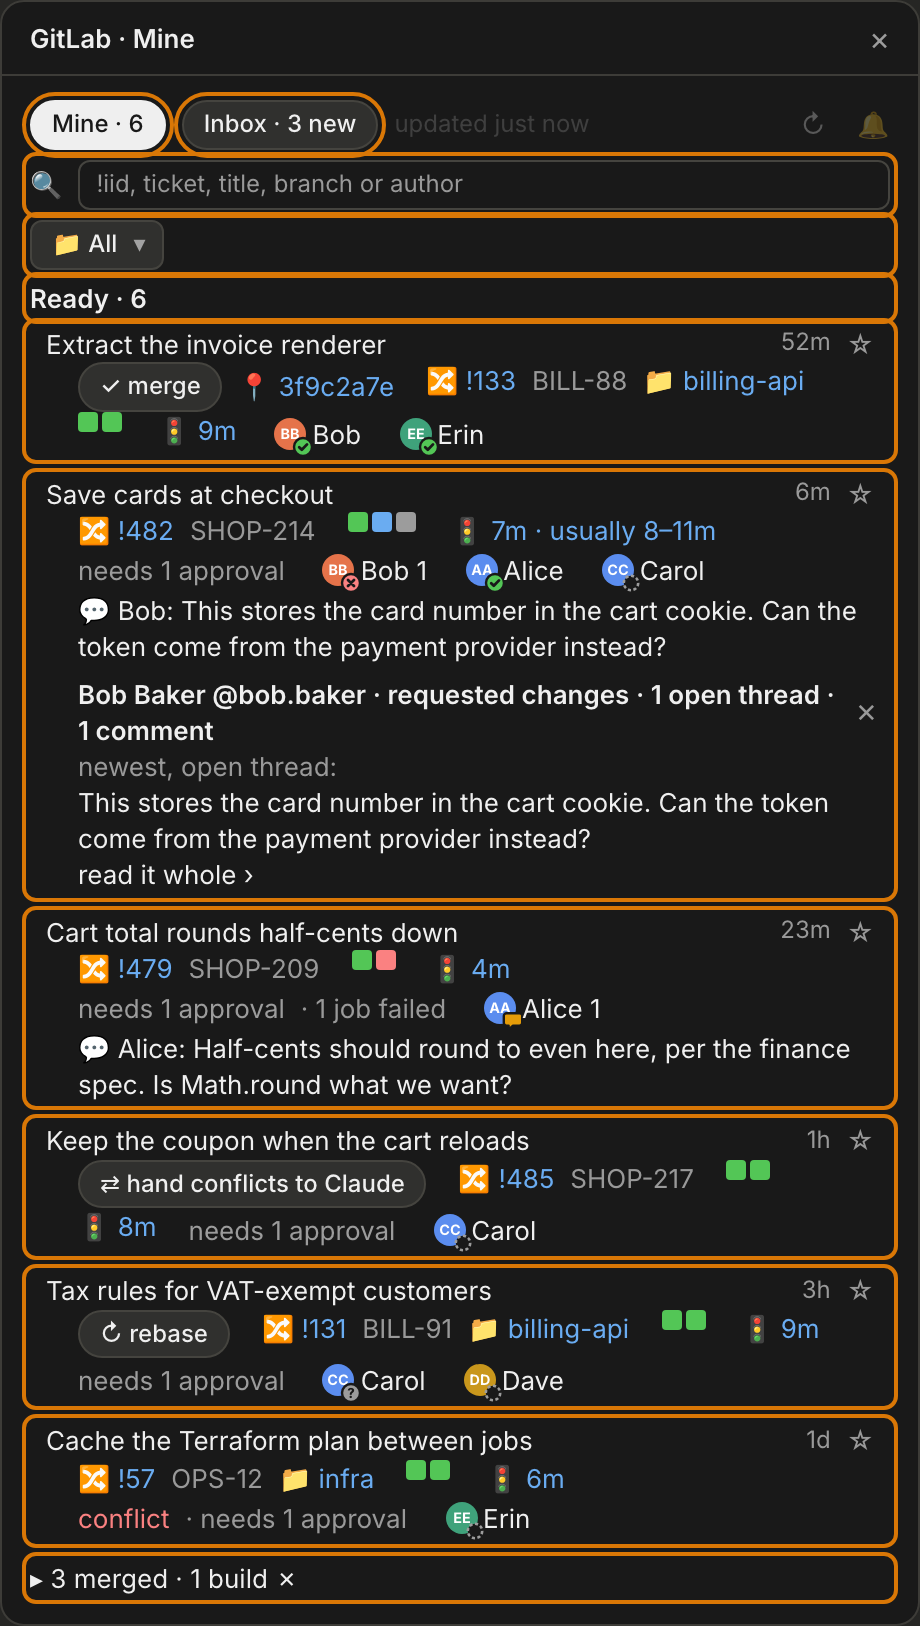 GitLab · Mine ×
Mine · 6 Inbox · 3 new updated just now
!iid, ticket, title, branch or author
All ▾
Ready · 6
Extract the invoice renderer 52m ☆
✓ merge 3f9c2a7e !133 BILL-88 billing-api
9m BB Bob EE Erin
Save cards at checkout 6m ☆
!482 SHOP-214 7m · usually 8–11m
needs 1 approval BB Bob 1 AA Alice CC Carol
Bob: This stores the card number in the cart cookie. Can the
token come from the payment provider instead?
Bob Baker @bob.baker · requested changes · 1 open thread ·
1 comment ×
newest, open thread:
This stores the card number in the cart cookie. Can the token
come from the payment provider instead?
read it whole ›
Cart total rounds half-cents down 23m ☆
!479 SHOP-209 4m
needs 1 approval · 1 job failed AA Alice 1
Alice: Half-cents should round to even here, per the finance
spec. Is Math.round what we want?
Keep the coupon when the cart reloads 1h ☆
⇄ hand conflicts to Claude !485 SHOP-217
8m needs 1 approval CC Carol
Tax rules for VAT-exempt customers 3h ☆
↻ rebase !131 BILL-91 billing-api 9m
needs 1 approval CC ? Carol DD Dave
Cache the Terraform plan between jobs 1d ☆
!57 OPS-12 infra 6m
conflict · needs 1 approval EE Erin
▸ 3 merged · 1 build ×